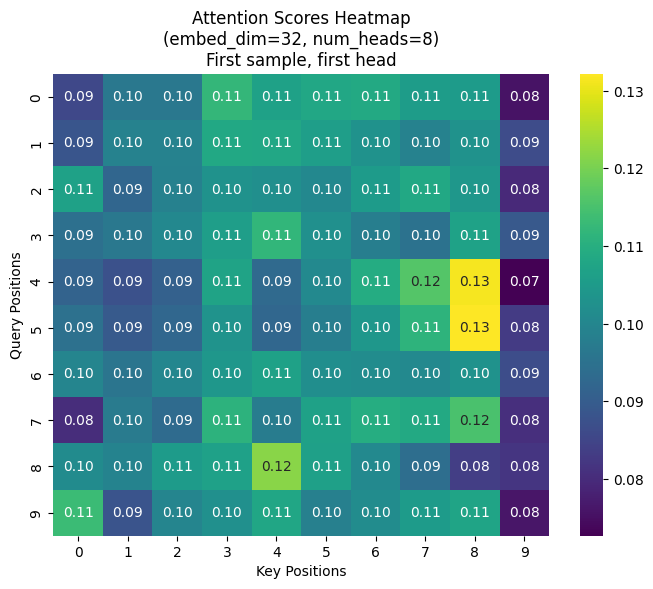 Attention Scores Heatmap
(embed_dim=32, num_heads=8)
First sample, first head
0 0.09 0.10 0.10 0.11 0.11 0.11 0.11 0.11 0.11 0.08
1 0.09 0.10 0.10 0.11 0.11 0.11 0.10 0.10 0.10 0.09
2 0.11 0.09 0.10 0.10 0.10 0.10 0.11 0.11 0.10 0.08
3 0.09 0.10 0.10 0.11 0.11 0.10 0.10 0.10 0.11 0.09
4 0.09 0.09 0.09 0.11 0.09 0.10 0.11 0.12 0.13 0.07
5 0.09 0.09 0.09 0.10 0.09 0.10 0.10 0.11 0.13 0.08
6 0.10 0.10 0.10 0.10 0.11 0.10 0.10 0.10 0.10 0.09
7 0.08 0.10 0.09 0.11 0.10 0.11 0.11 0.11 0.12 0.08
8 0.10 0.10 0.11 0.11 0.12 0.11 0.10 0.09 0.08 0.08
9 0.11 0.09 0.10 0.10 0.11 0.10 0.10 0.11 0.11 0.08
0 1 2 3 4 5 6 7 8 9
Key Positions
Query Positions
0.13
0.12
0.11
0.10
0.09
0.08